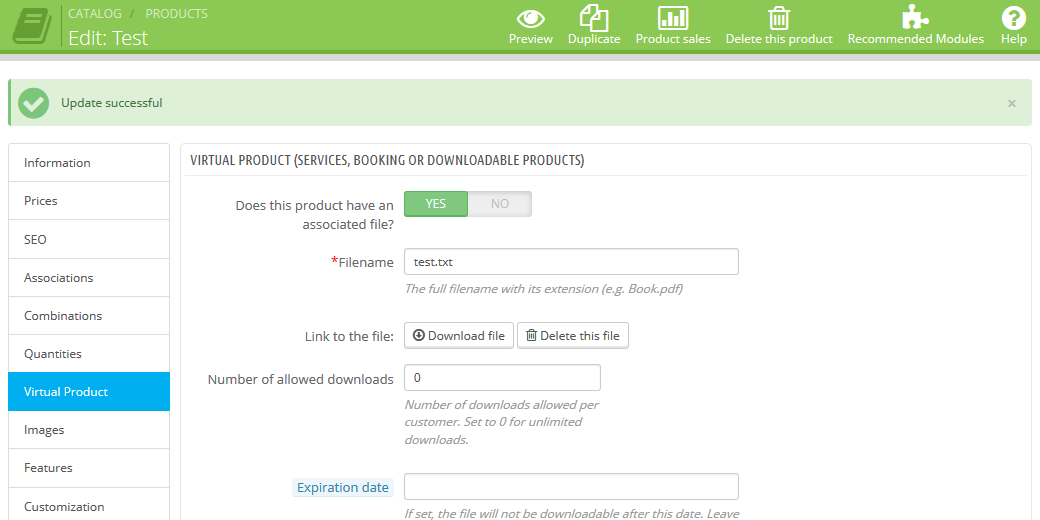 CATALOG / PRODUCTS
Edit: Test
Preview
Duplicate
Product sales
Delete this product
Recommended Modules
Help
Update successful
×
Information
Prices
SEO
Associations
Combinations
Quantities
Virtual Product
Images
Features
Customization
VIRTUAL PRODUCT (SERVICES, BOOKING OR DOWNLOADABLE PRODUCTS)
Does this product have an
associated file?
YES NO
*Filename
test.txt
The full filename with its extension (e.g. Book.pdf)
Link to the file:
Download file
Delete this file
Number of allowed downloads
0
Number of downloads allowed per
customer. Set to 0 for unlimited
downloads.
Expiration date
If set, the file will not be downloadable after this date. Leave